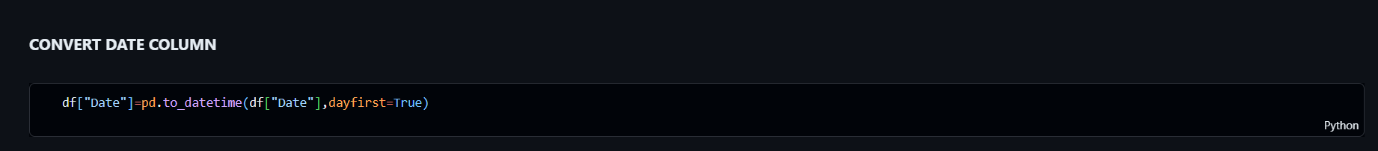 CONVERT DATE COLUMN
df["Date"]=pd.to_datetime(df["Date"],dayfirst=True)
Python